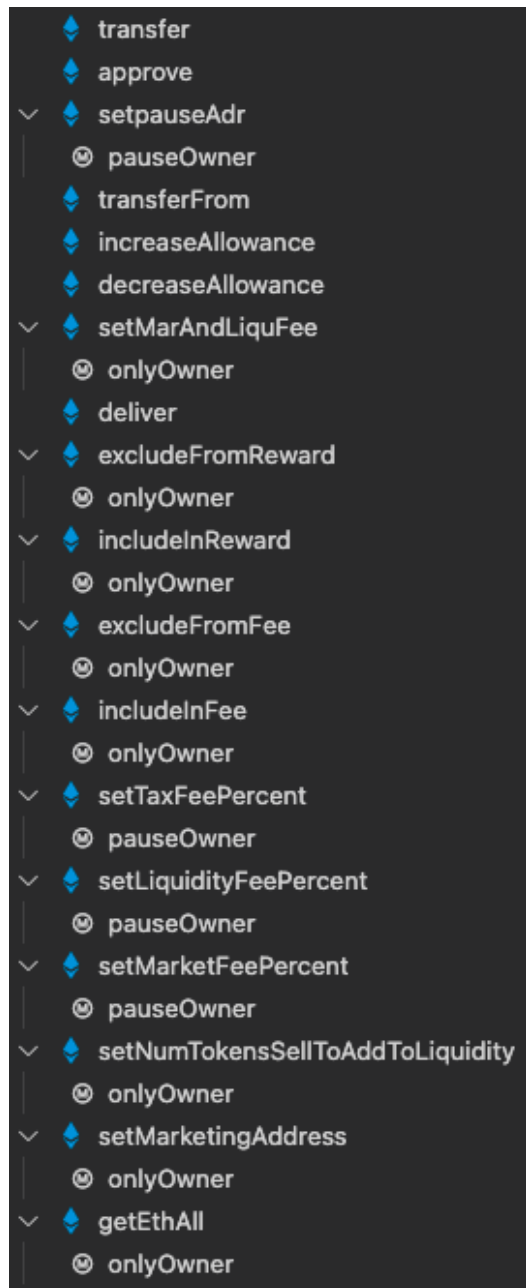 transfer
approve
setpauseAdr
pauseOwner
transferFrom
increaseAllowance
decreaseAllowance
setMarAndLiquFee
onlyOwner
deliver
excludeFromReward
onlyOwner
includeInReward
onlyOwner
excludeFromFee
onlyOwner
includeInFee
onlyOwner
setTaxFeePercent
pauseOwner
setLiquidityFeePercent
pauseOwner
setMarketFeePercent
pauseOwner
setNumTokensSellToAddToLiquidity
onlyOwner
setMarketingAddress
onlyOwner
getEthAll
onlyOwner